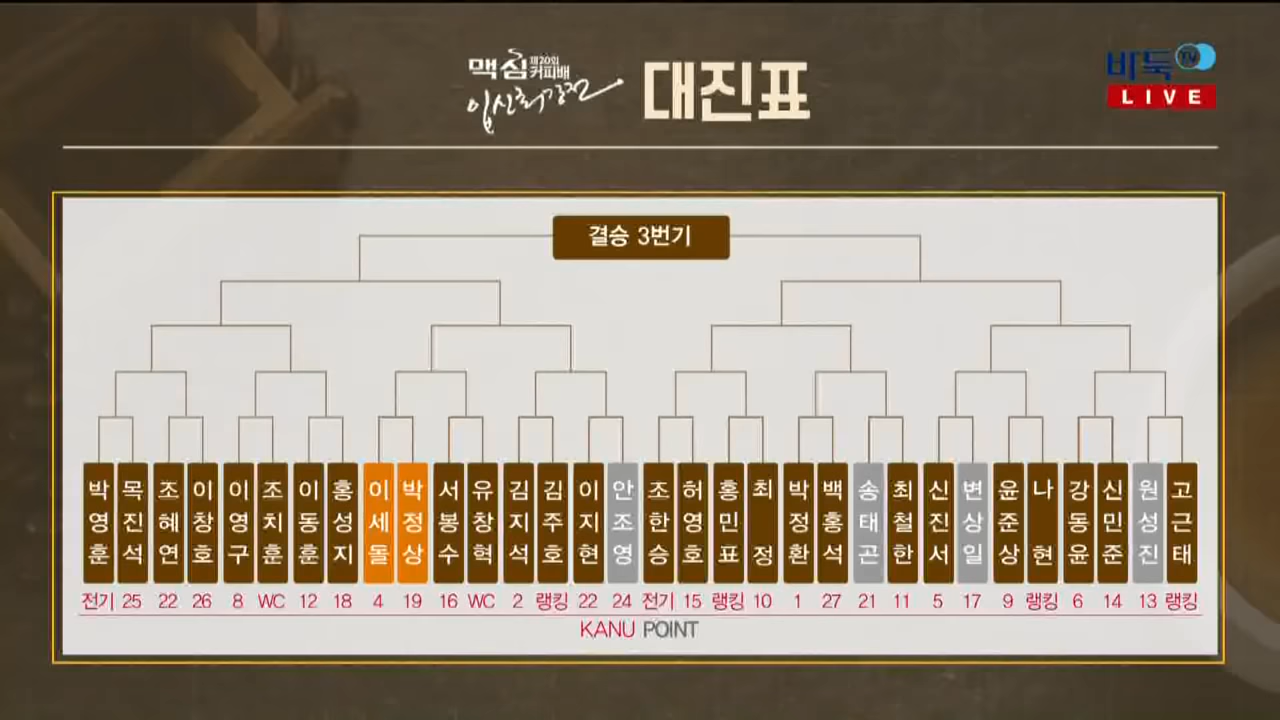 맥심 제20회 커피배
입신최강전
대진표
바둑TV
LIVE
결승 3번기
박영훈 목진석 조혜연 이창호 이영구 조치훈 이동훈 홍성지 이세돌 박정상 서봉수 유창혁 김지석 김주호 이지현 안조영 조한승 허영호 홍민표 최정 박정환 백홍석 송태곤 최철한 신진서 변상일 윤준상 나현 강동윤 신민준 원성진 고근태
전기 25 22 26 8 WC 12 18 4 19 16 WC 2 랭킹 22 24 전기 15 랭킹 10 1 27 21 11 5 17 9 랭킹 6 14 13 랭킹
KANU POINT